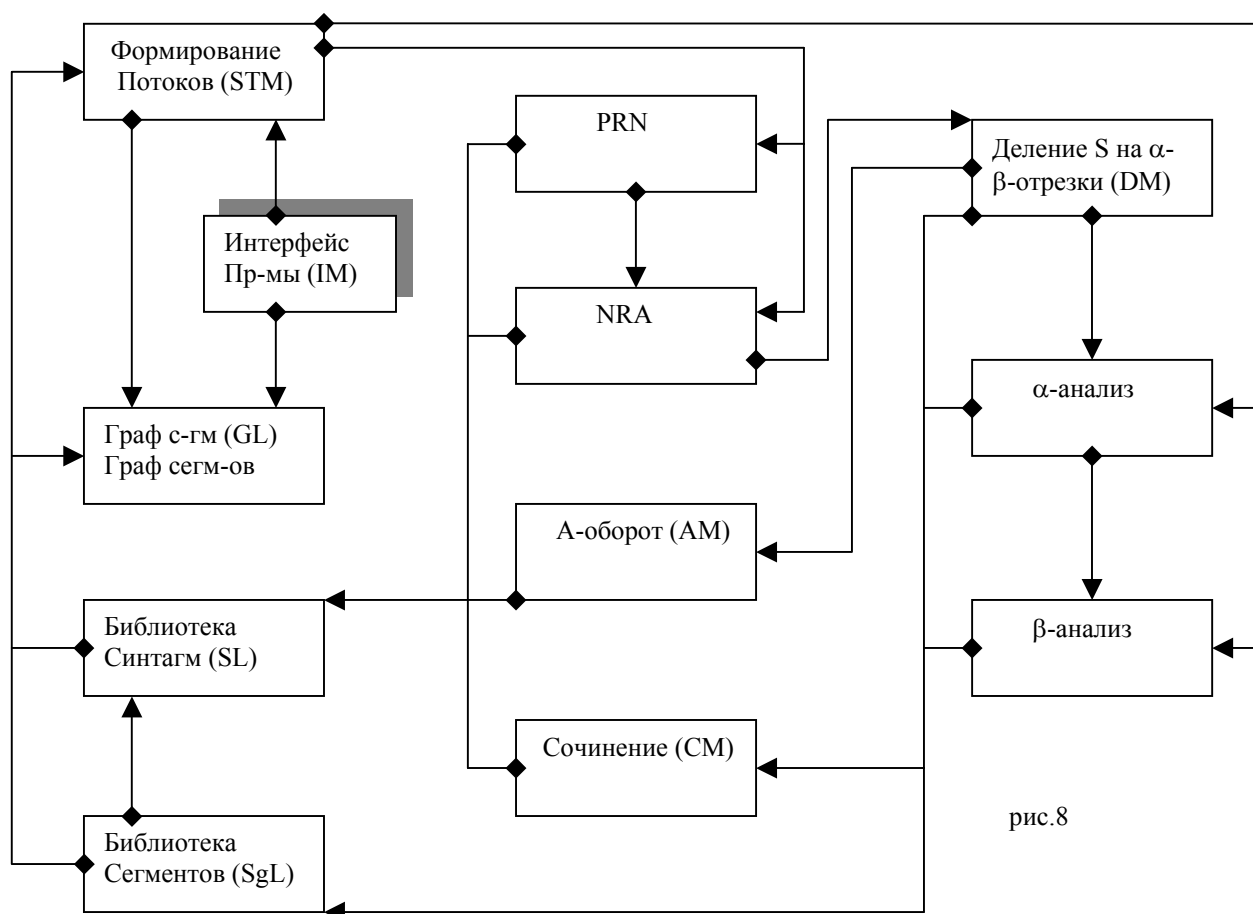 Формирование
Потоков (STM)
PRN
Деление S на α-
β-отрезки (DM)
Интерфейс
Пр-мы (IM)
NRA
α-анализ
Граф с-гм (GL)
Граф сегм-ов
А-оборот (AM)
Библиотека
Синтагм (SL)
β-анализ
Сочинение (СМ)
Библиотека
Сегментов (SgL)
рис.8